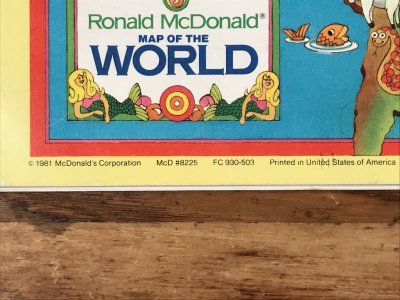 Ronald McDonald®
MAP OF THE
WORLD
© 1981 McDonald's Corporation McD #8225 FC 930-503 Printed in United States of America